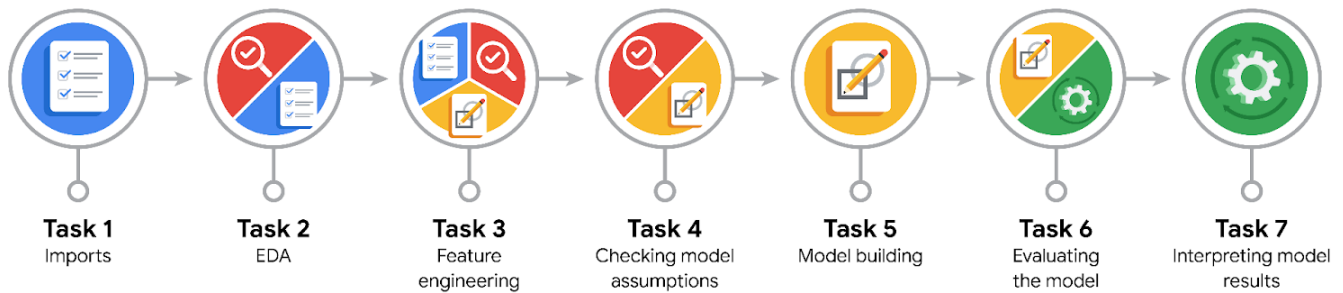 Task 1
Imports
Task 2
EDA
Task 3
Feature
engineering
Task 4
Checking model
assumptions
Task 5
Model building
Task 6
Evaluating
the model
Task 7
Interpreting model
results